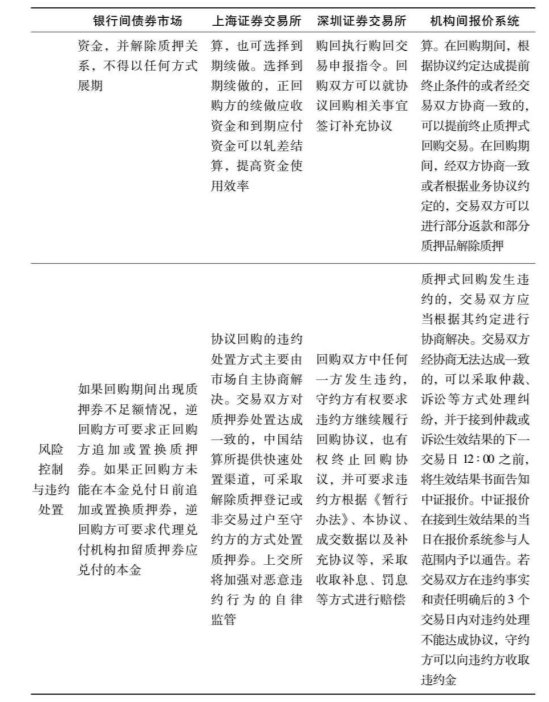 银行间债券市场 上海证券交易所 深圳证券交易所 机构间报价系统
资金，并解除质押关
系，不得以任何方式
展期
算，也可选择到
期续做。选择到
期续做的，正回
购方的续做应收
资金和到期应付
资金可以轧差结
算，提高资金使
用效率
购回执行购回交
易申报指令。回
购双方可以就协
议回购相关事宜
签订补充协议
算。在回购期间，根
据协议约定达成提前
终止条件的或者经交
易双方协商一致的，
可以提前终止质押式
回购交易。在回购期
间，经双方协商一致
或者根据业务协议约
定的，交易双方可以
进行部分返款和部分
质押品解除质押
风险
控制
与违约
处置
如果回购期间出现质
押券不足额情况，逆
回购方可要求正回购
方追加或置换质押
券。如果正回购方未
能在本金兑付日前追
加或置换质押券，逆
回购方可要求代理兑
付机构扣留质押券应
兑付的本金
协议回购的违约
处置方式主要由
市场自主协商解
决。交易双方对
质押券处置达成
一致的，中国结
算所提供快速处
置渠道，可采取
解除质押登记或
非交易过户至守
约方的方式处置
质押券。上交所
将加强对恶意违
约行为的自律
监管
回购双方中任何
一方发生违约，
守约方有权要求
违约方继续履行
回购协议，也有
权终止回购协
议，并可要求违
约方根据《暂行
办法》、本协议、
成交数据以及补
充协议等，采取
收取补息、罚息
等方式进行赔偿
质押式回购发生违
约的，交易双方应
当根据其约定进行
协商解决。交易双方
经协商无法达成一致
的，可以采取仲裁、
诉讼等方式处理纠
纷，并于接到仲裁或
诉讼生效结果的下一
交易日12：00之前，
将生效结果书面告知
中证报价。中证报价
在接到生效结果的当
日在报价系统参与人
范围内予以通告。若
交易双方在违约事实
和责任明确后的3个
交易日内对违约处理
不能达成协议，守约
方可以向违约方收取
违约金